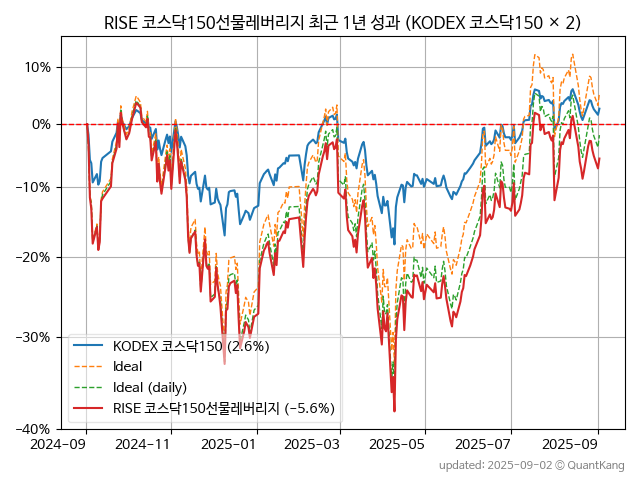 RISE 코스닥150선물레버리지 최근 1년 성과 (KODEX 코스닥150 × 2)
10%
0%
−10%
−20%
−30%
−40%
KODEX 코스닥150 (2.6%)
Ideal
Ideal (daily)
RISE 코스닥150선물레버리지 (−5.6%)
2024-09
2024-11
2025-01
2025-03
2025-05
2025-07
2025-09
updated: 2025-09-02 © QuantKang